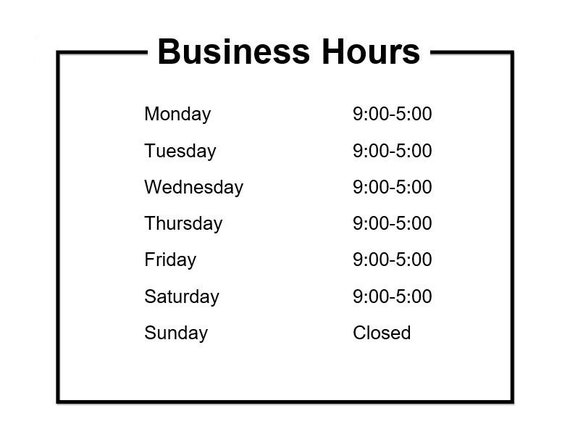 Business Hours
Monday 9:00-5:00
Tuesday 9:00-5:00
Wednesday 9:00-5:00
Thursday 9:00-5:00
Friday 9:00-5:00
Saturday 9:00-5:00
Sunday Closed